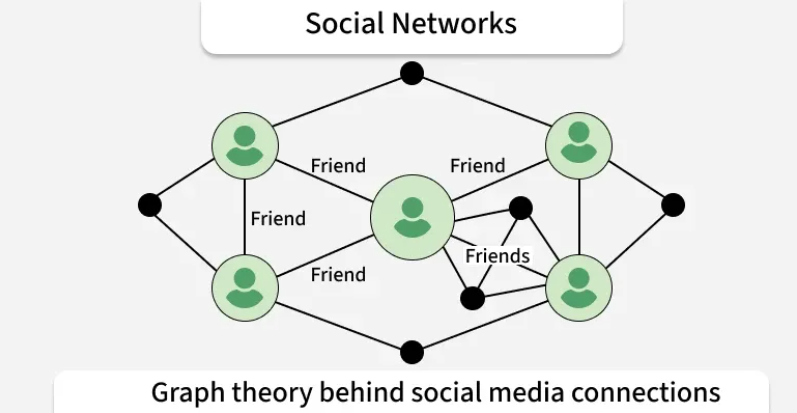 Social Networks
Friend
Friend
Friend
Friends
Friend
Graph theory behind social media connections